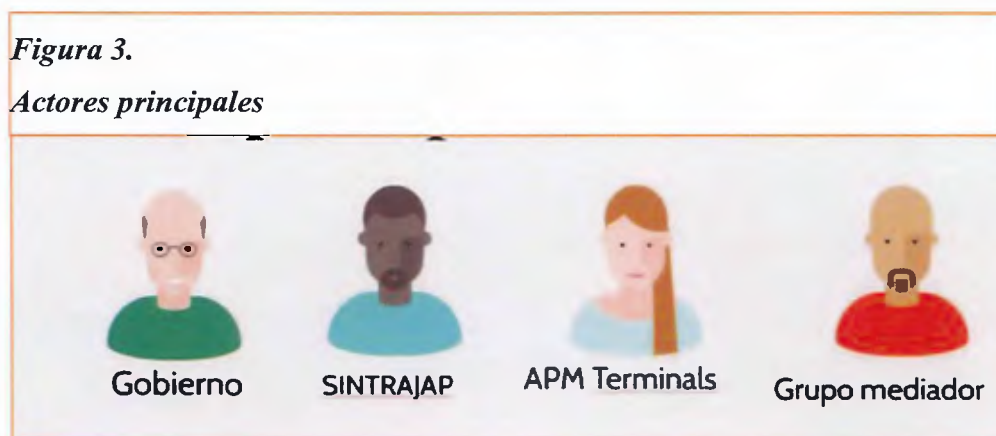 Figura 3.
Actores principales
Gobierno
SINTRAJAP
APM Terminals
Grupo mediador